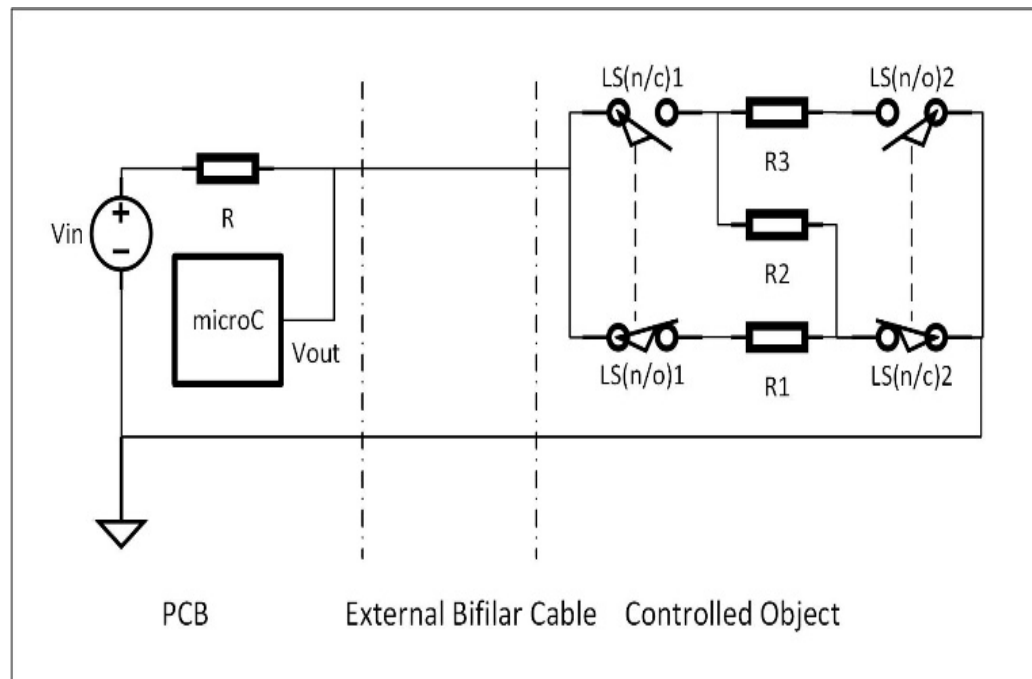 LS(n/c)1
LS(n/o)2
R3
R
Vin
+
−
R2
microC
Vout
R1
LS(n/o)1
LS(n/c)2
PCB
External Bifilar Cable
Controlled Object